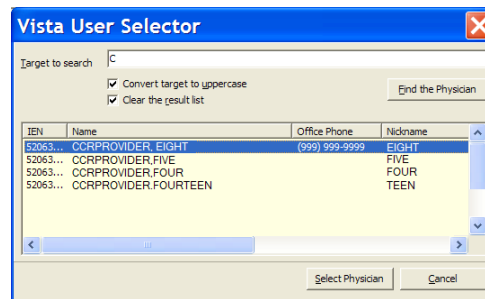 Vista User Selector
Target to search C
Convert target to uppercase
Clear the result list
Find the Physician
IEN Name Office Phone Nickname
52063... CCRPROVIDER, EIGHT (999) 999-9999 EIGHT
52063... CCRPROVIDER,FIVE FIVE
52063... CCRPROVIDER,FOUR FOUR
52063... CCRPROVIDER.FOURTEEN TEEN
Select Physician Cancel